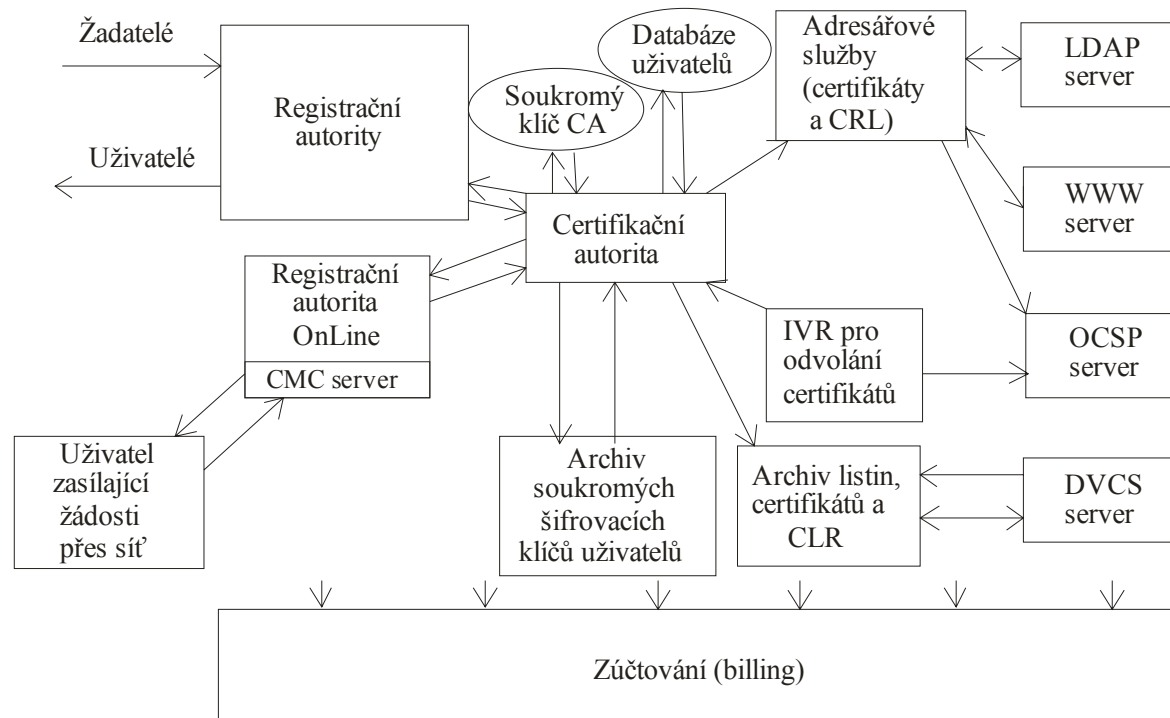 Žadatelé
Uživatelé
Registrační
autority
Soukromý
klíč CA
Databáze
uživatelů
Adresářové
služby
(certifikáty
a CRL)
LDAP
server
WWW
server
Certifikační
autorita
Registrační
autorita
OnLine
CMC server
IVR pro
odvolání
certifikátů
OCSP
server
Uživatel
zasílající
žádosti
přes síť
Archiv
soukromých
šifrovacích
klíčů uživatelů
Archiv listin,
certifikátů a
CLR
DVCS
server
Zúčtování (billing)